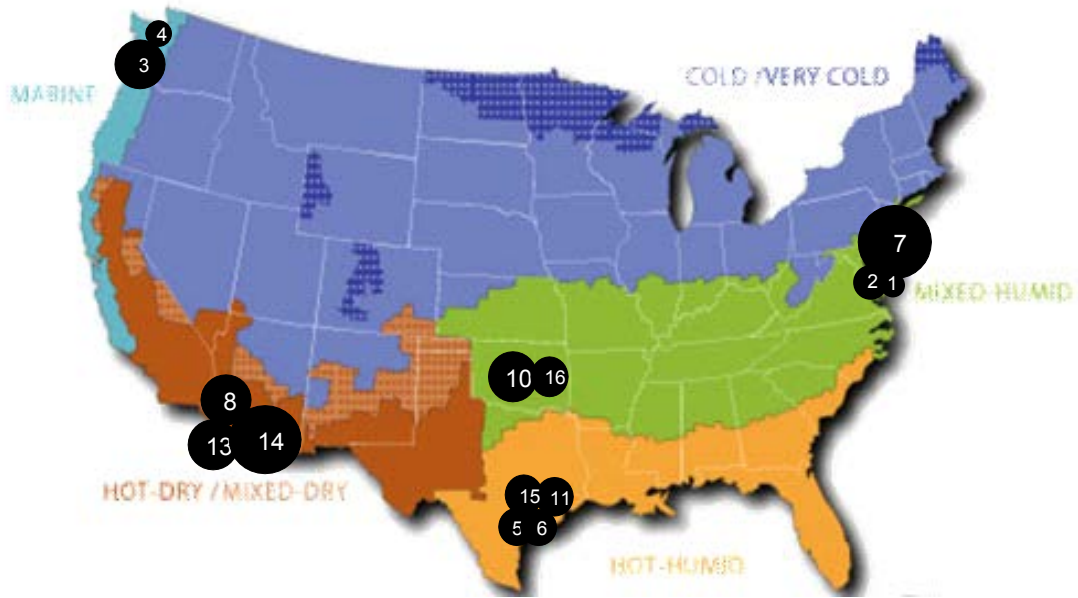 4
3
COLD / VERY COLD
MARINE
7
2 1
MIXED-HUMID
10 16
8
13 14
HOT-DRY / MIXED-DRY
15 11
5 6
HOT-HUMID